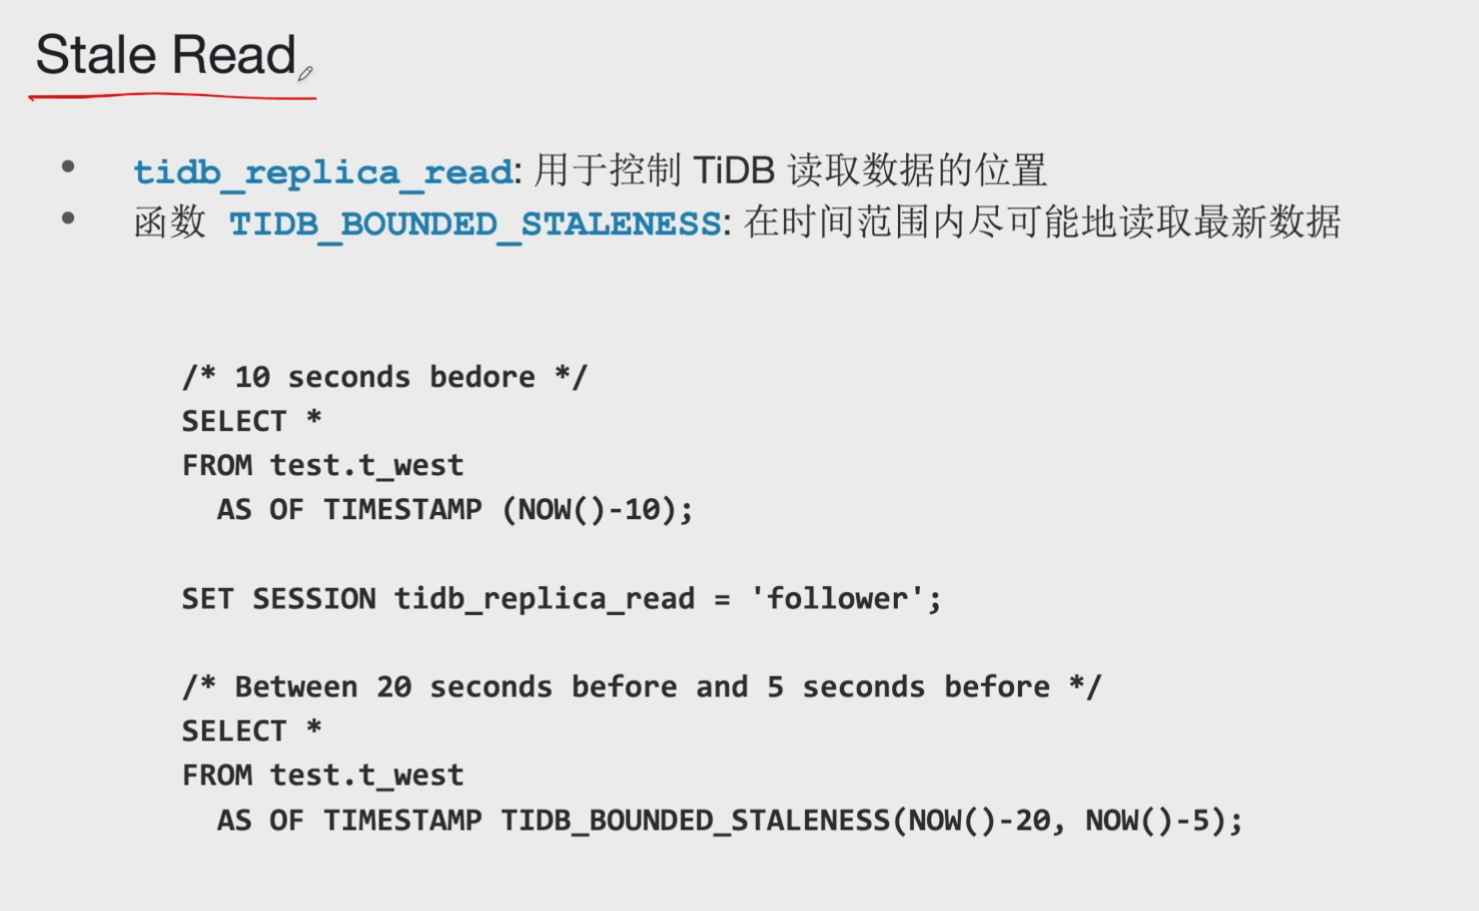 Stale Read
• tidb_replica_read: 用于控制 TiDB 读取数据的位置
• 函数 TIDB_BOUNDED_STALENESS: 在时间范围内尽可能地读取最新数据
/* 10 seconds bedore */
SELECT *
FROM test.t_west
  AS OF TIMESTAMP (NOW()-10);
SET SESSION tidb_replica_read = 'follower';
/* Between 20 seconds before and 5 seconds before */
SELECT *
FROM test.t_west
  AS OF TIMESTAMP TIDB_BOUNDED_STALENESS(NOW()-20, NOW()-5);